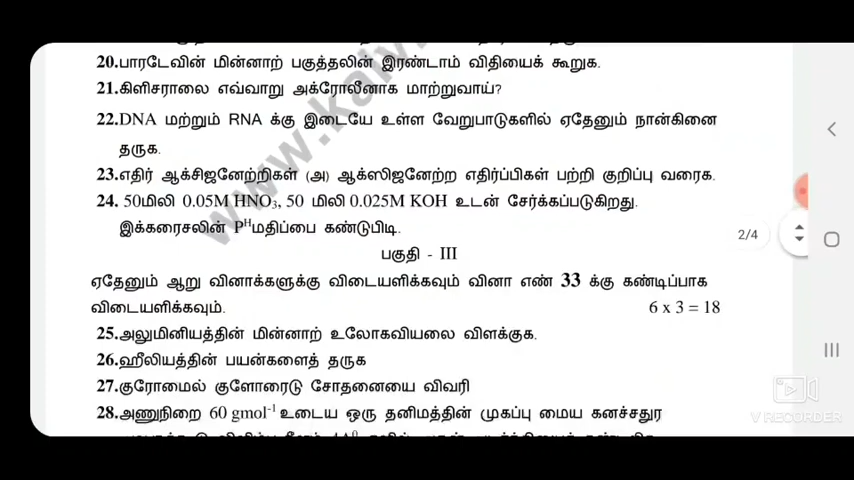 20.பாரடேவின் மின்னாற் பகுத்தலின் இரண்டாம் விதியைக் கூறுக.
21.கிளிசராலை எவ்வாறு அக்ரோலீனாக மாற்றுவாய்?
22.DNA மற்றும் RNA க்கு இடையே உள்ள வேறுபாடுகளில் ஏதேனும் நான்கினை
தருக.
23.எதிர் ஆக்சிஜனேற்றிகள் (அ) ஆக்ஸிஜனேற்ற எதிர்ப்பிகள் பற்றி குறிப்பு வரைக.
24. 50மிலி 0.05M HNO₃, 50 மிலி 0.025M KOH உடன் சேர்க்கப்படுகிறது.
இக்கரைசலின் Pᴴமதிப்பை கண்டுபிடி.
2/4
பகுதி - III
ஏதேனும் ஆறு வினாக்களுக்கு விடையளிக்கவும் வினா எண் 33 க்கு கண்டிப்பாக
விடையளிக்கவும். 6 x 3 = 18
25.அலுமினியத்தின் மின்னாற் உலோகவியலை விளக்குக.
26.ஹீலியத்தின் பயன்களைத் தருக
27.குரோமைல் குளோரைடு சோதனையை விவரி
28.அணுநிறை 60 gmol⁻¹ உடைய ஒரு தனிமத்தின் முகப்பு மைய கனச்சதுர
V RECORDER